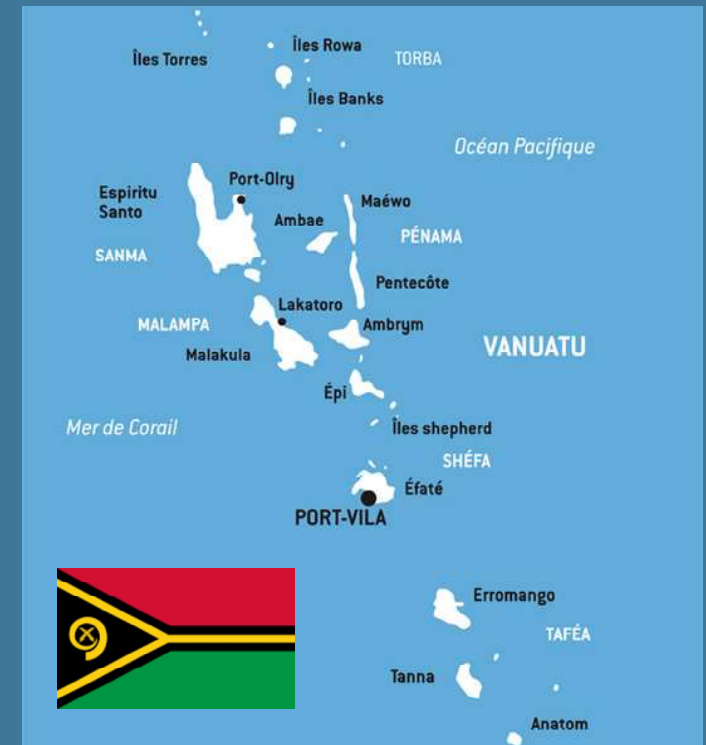 Îles Rowa
Îles Torres
TORBA
Îles Banks
Océan Pacifique
Port-Olry
Espiritu
Santo
Maéwo
Ambae
PÉNAMA
SANMA
Pentecôte
Lakatoro
MALAMPA
Ambrym
VANUATU
Malakula
Épi
Mer de Corail
Îles shepherd
SHÉFA
Éfaté
PORT-VILA
Erromango
TAFÉA
Tanna
Anatom